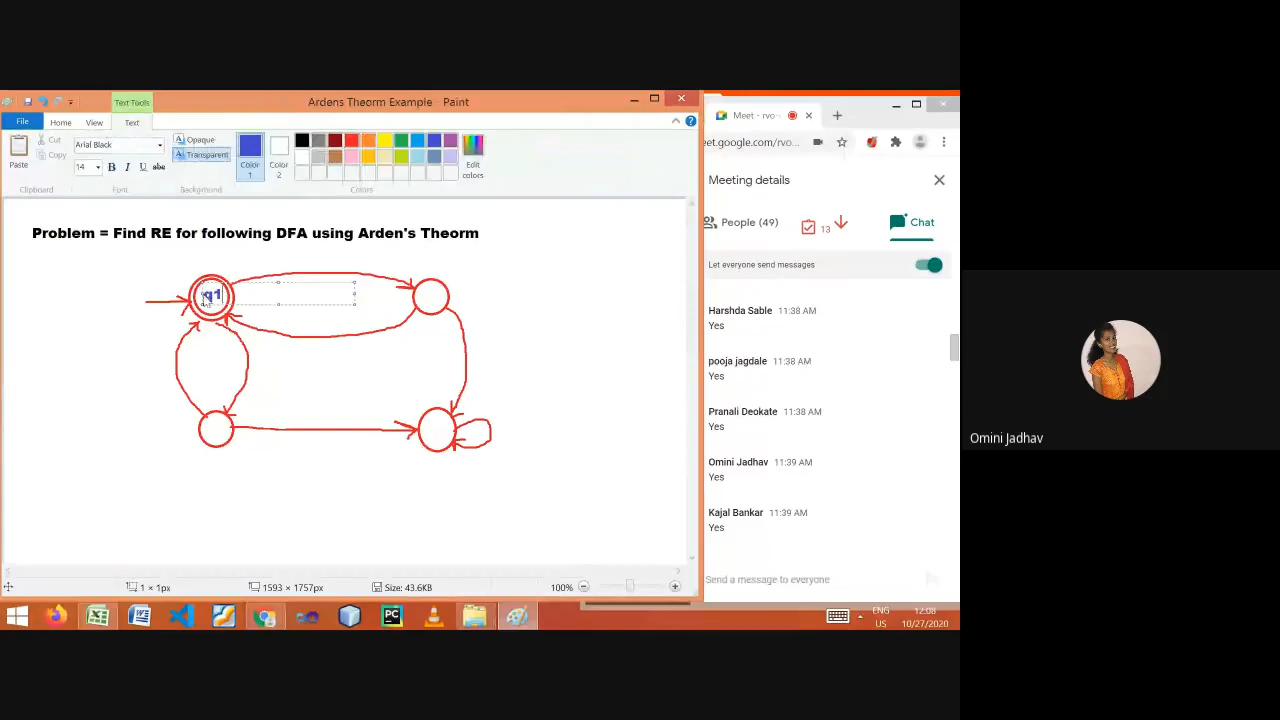 Ardens Theorm Example - Paint
Text Tools
File
Home
View
Text
Cut
Copy
Paste
Clipboard
Arial Black
14
B I U abc
Font
Opaque
Transparent
Background
Color 1
Color 2
Edit colors
Colors
Problem = Find RE for following DFA using Arden's Theorm
q1
1 × 1px
1593 × 1757px
Size: 43.6KB
100%
Meet - rvo
eet.google.com/rvo...
Meeting details
People (49)
13
Chat
Let everyone send messages
Harshda Sable 11:38 AM
Yes
pooja jagdale 11:38 AM
Yes
Pranali Deokate 11:38 AM
Yes
Omini Jadhav 11:39 AM
Yes
Kajal Bankar 11:39 AM
Yes
Send a message to everyone
PC
ENG
US
12:08
10/27/2020
Omini Jadhav